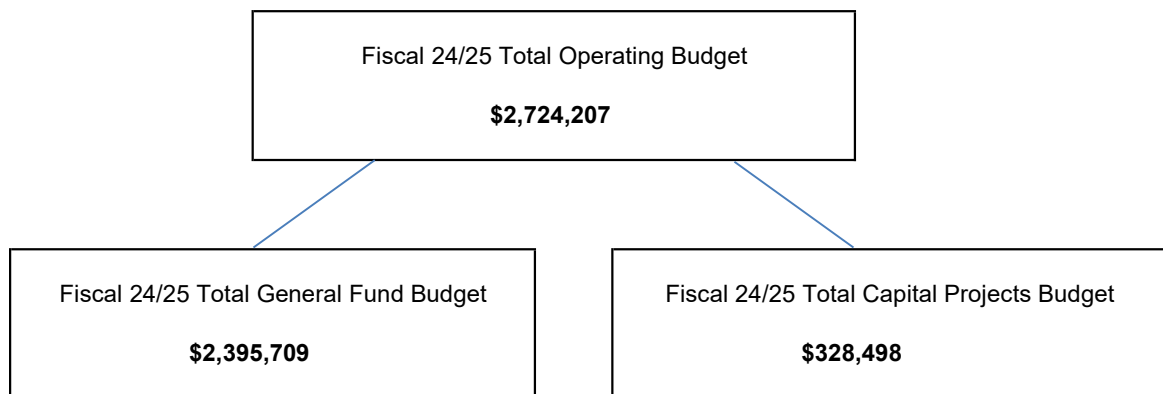 Fiscal 24/25 Total Operating Budget
$2,724,207
Fiscal 24/25 Total General Fund Budget
$2,395,709
Fiscal 24/25 Total Capital Projects Budget
$328,498